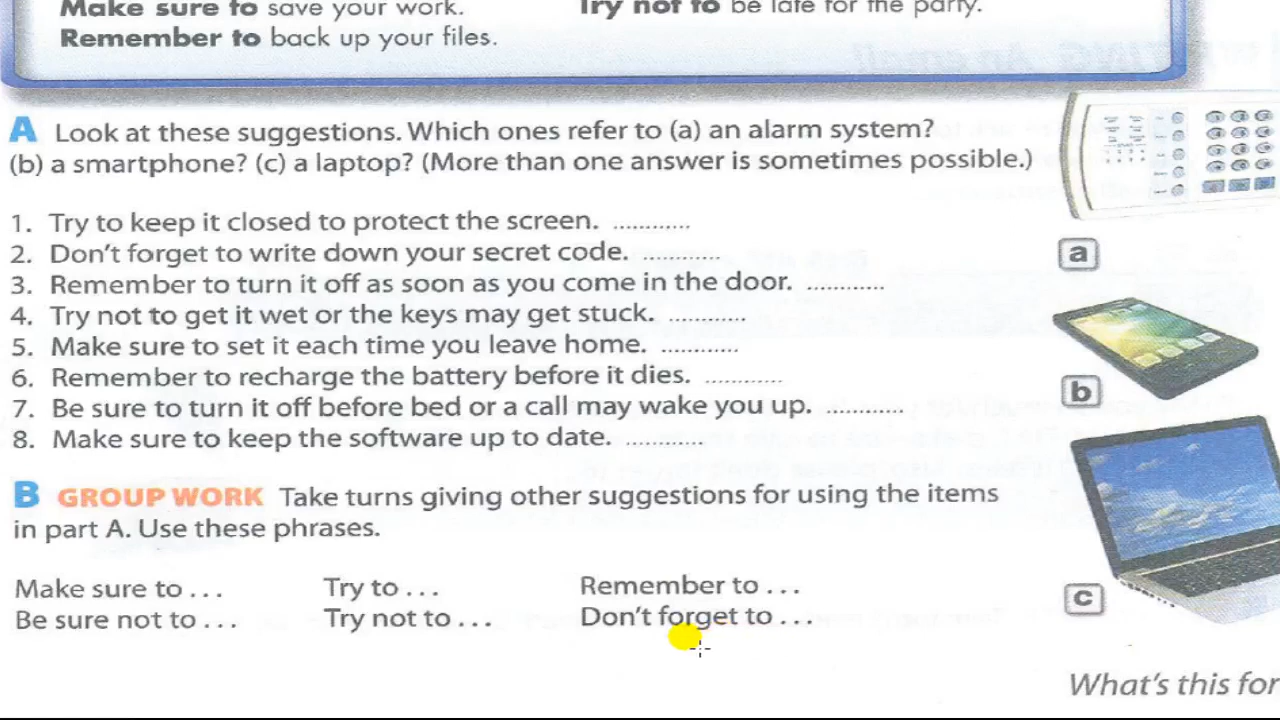 Make sure to save your work.
Try not to be late for the party.
Remember to back up your files.
A Look at these suggestions. Which ones refer to (a) an alarm system?
(b) a smartphone? (c) a laptop? (More than one answer is sometimes possible.)
1. Try to keep it closed to protect the screen. ............
2. Don't forget to write down your secret code. ............
3. Remember to turn it off as soon as you come in the door. ............
4. Try not to get it wet or the keys may get stuck. ............
5. Make sure to set it each time you leave home. ............
6. Remember to recharge the battery before it dies. ............
7. Be sure to turn it off before bed or a call may wake you up. ............
8. Make sure to keep the software up to date. ............
a
b
c
B GROUP WORK Take turns giving other suggestions for using the items
in part A. Use these phrases.
Make sure to . . . Try to . . . Remember to . . .
Be sure not to . . . Try not to . . . Don't forget to . . .
What's this for